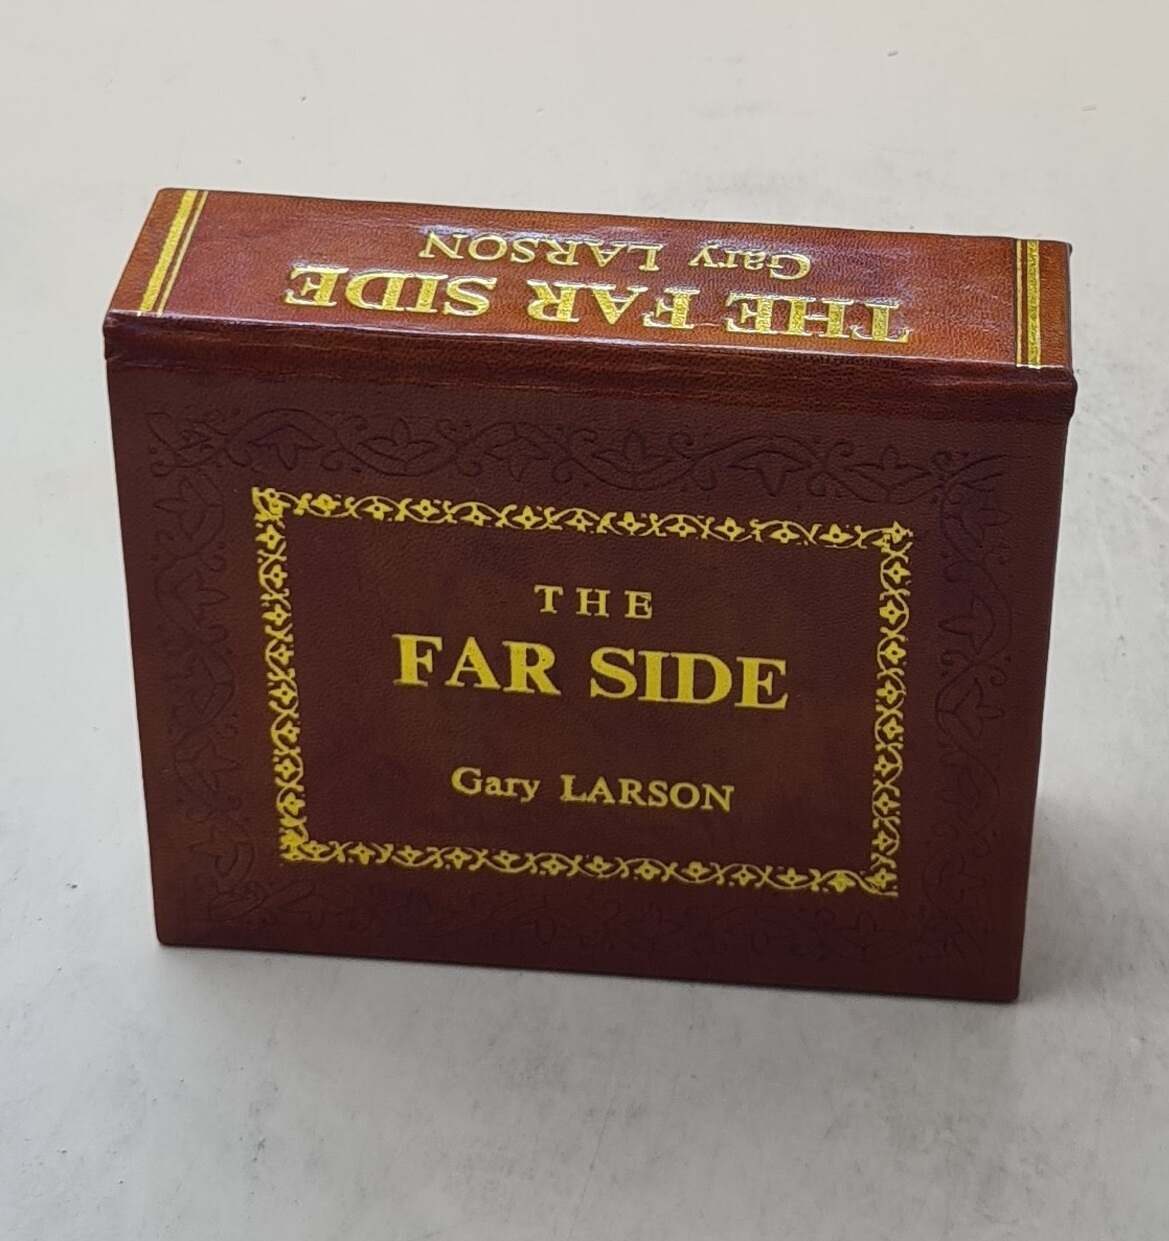 Gary LARSON
THE FAR SIDE
THE
FAR SIDE
Gary LARSON